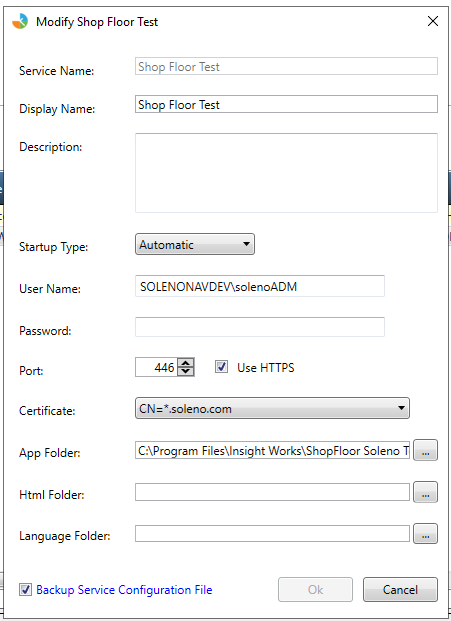 Modify Shop Floor Test
Service Name: Shop Floor Test
Display Name: Shop Floor Test
Description:
Startup Type: Automatic
User Name: SOLENONAVDEV\solenoADM
Password:
Port: 446 Use HTTPS
Certificate: CN=*.soleno.com
App Folder: C:\Program Files\Insight Works\ShopFloor Soleno T ...
Html Folder: ...
Language Folder: ...
Backup Service Configuration File Ok Cancel